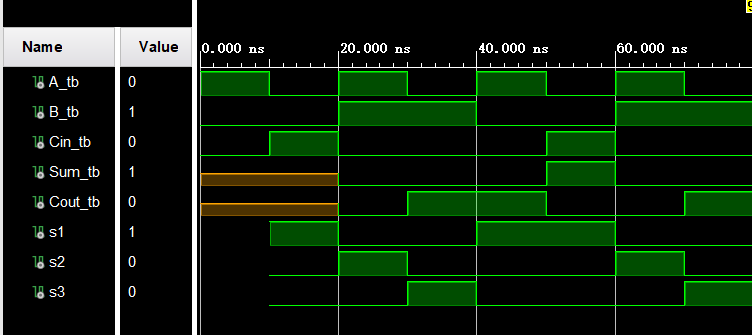 Name Value 0.000 ns 20.000 ns 40.000 ns 60.000 ns
A_tb 0
B_tb 1
Cin_tb 0
Sum_tb 1
Cout_tb 0
s1 1
s2 0
s3 0